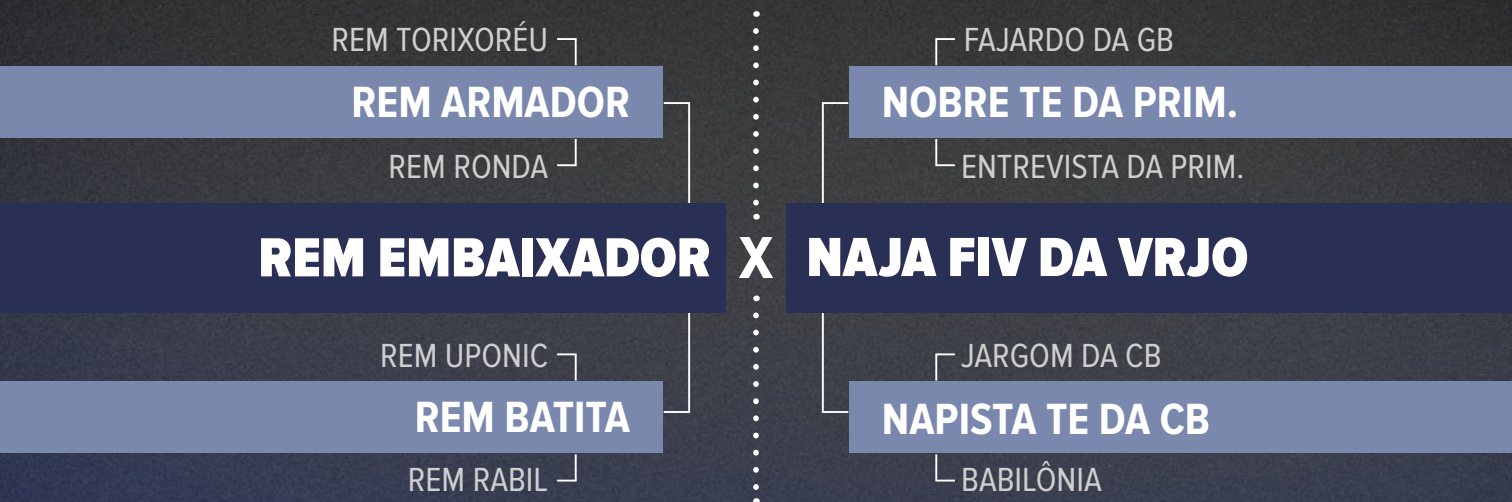 REM TORIXORÉU
FAJARDO DA GB
REM ARMADOR
NOBRE TE DA PRIM.
REM RONDA
ENTREVISTA DA PRIM.
REM EMBAIXADOR X NAJA FIV DA VRJO
REM UPONIC
JARGOM DA CB
REM BATITA
NAPISTA TE DA CB
REM RABIL
BABILÔNIA